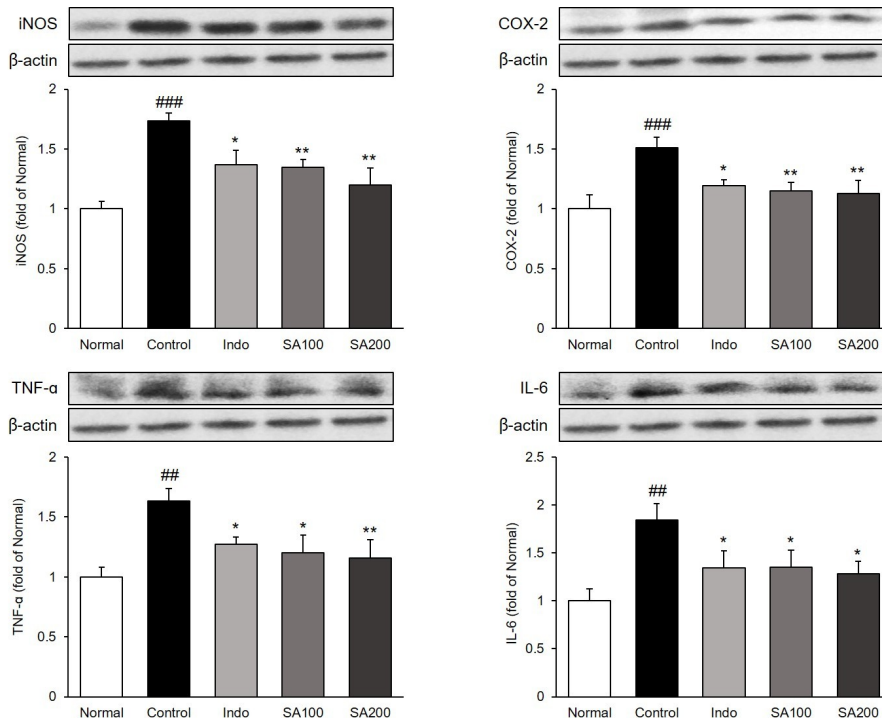 iNOS
β-actin
2
1.5
1
0.5
0
iNOS (fold of Normal)
###
*
**
**
Normal Control Indo SA100 SA200
COX-2
β-actin
2
1.5
1
0.5
0
COX-2 (fold of Normal)
###
*
**
**
Normal Control Indo SA100 SA200
TNF-α
β-actin
2
1.5
1
0.5
0
TNF-α (fold of Normal)
##
*
*
**
Normal Control Indo SA100 SA200
IL-6
β-actin
2.5
2
1.5
1
0.5
0
IL-6 (fold of Normal)
##
*
*
*
Normal Control Indo SA100 SA200